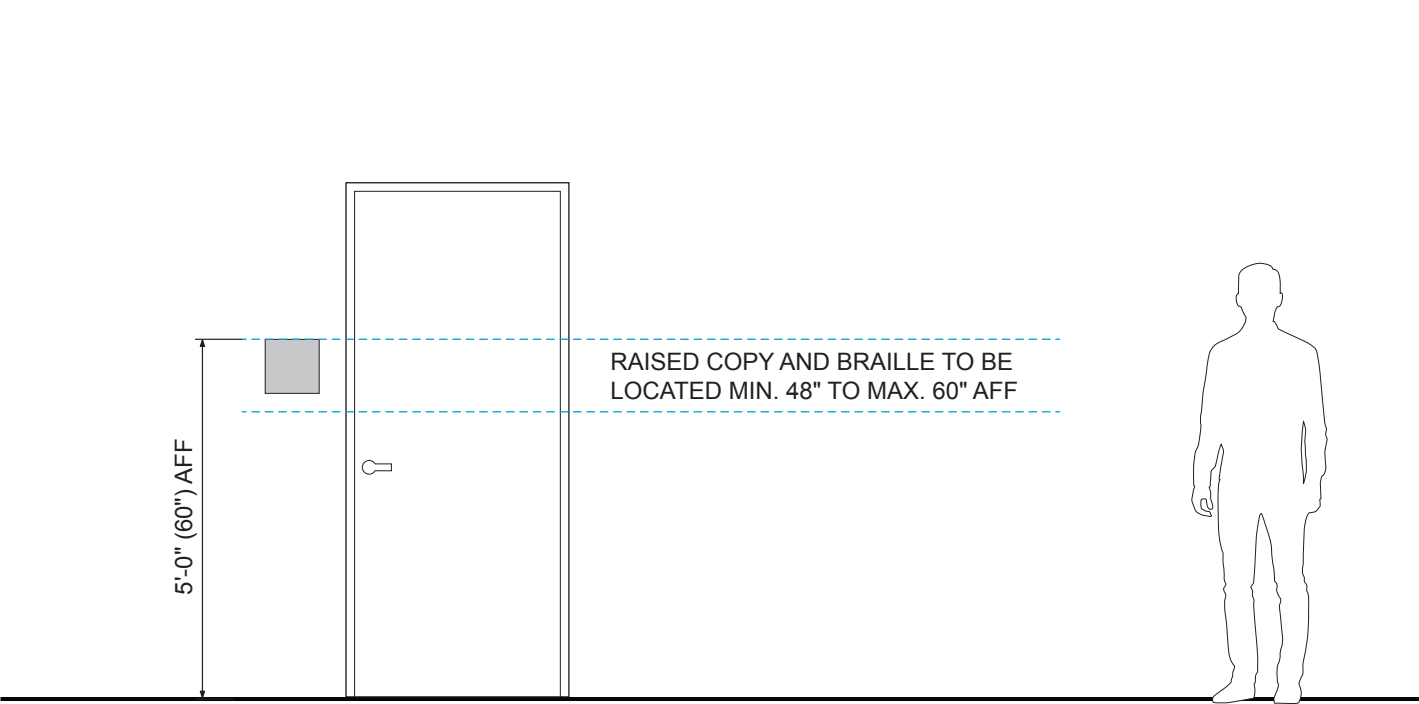 RAISED COPY AND BRAILLE TO BE
LOCATED MIN. 48" TO MAX. 60" AFF
5'-0" (60") AFF